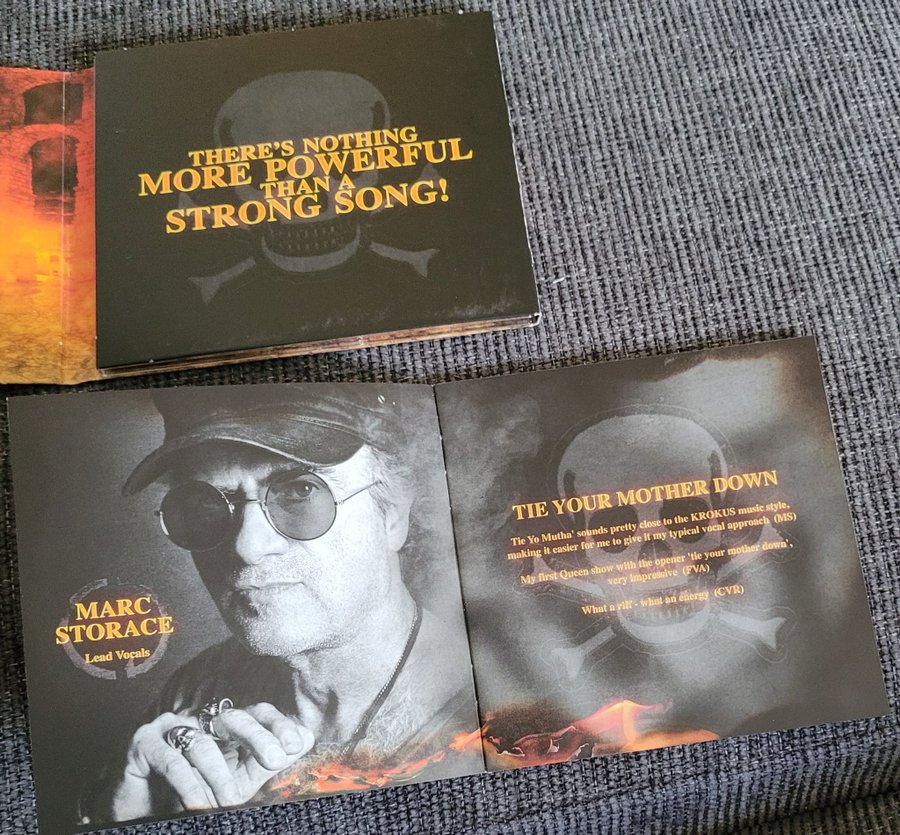 THERE'S NOTHING
MORE POWERFUL
THAN A
STRONG SONG!
MARC
STORACE
Lead Vocals
TIE YOUR MOTHER DOWN
Tie Yo Mutha' sounds pretty close to the KROKUS music style,
making it easier for me to give it my typical vocal approach (MS)
My first Queen show with the opener 'tie your mother down',
very impressive (FVA)
What a riff - what an energy (CVR)